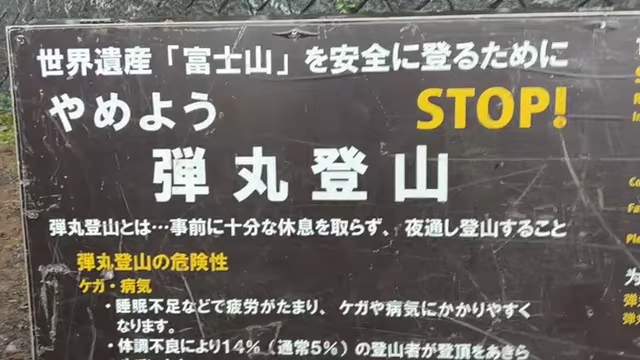 世界遺産「富士山」を安全に登るために
やめよう STOP!
弾丸登山
弾丸登山とは…事前に十分な休息を取らず、夜通し登山すること
弾丸登山の危険性
ケガ・病気
・睡眠不足などで疲労がたまり、ケガや病気にかかりやすく
なります。
・体調不良により14%(通常5%)の登山者が登頂をあきら